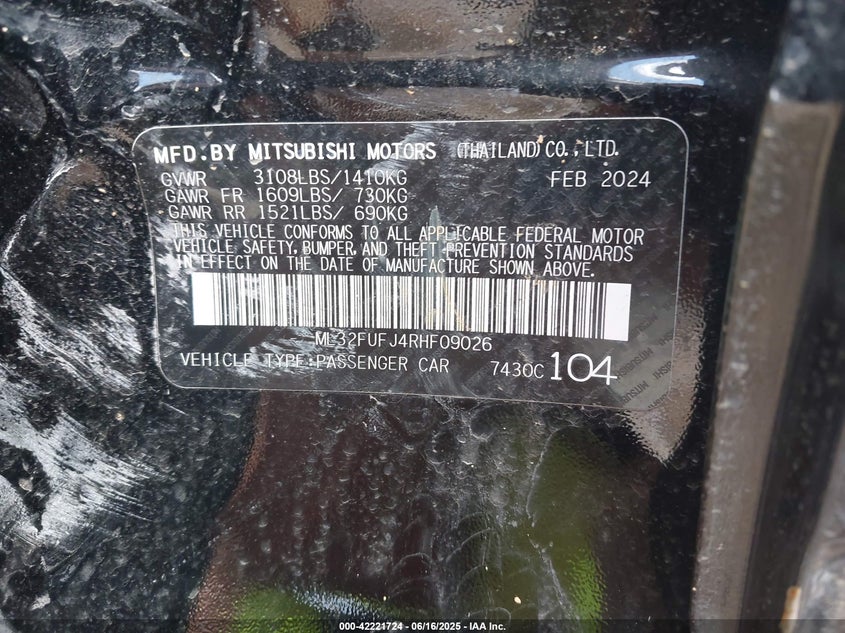 MFD.BY MITSUBISHI MOTORS (THAILAND) CO., LTD.
GVWR 3108LBS/1410KG FEB 2024
GAWR FR 1609LBS/ 730KG
GAWR RR 1521LBS/ 690KG
THIS VEHICLE CONFORMS TO ALL APPLICABLE FEDERAL MOTOR
VEHICLE SAFETY, BUMPER, AND THEFT PREVENTION STANDARDS
IN EFFECT ON THE DATE OF MANUFACTURE SHOWN ABOVE.
ML32FUFJ4RHF09026
VEHICLE TYPE:PASSENGER CAR 7430C 104
000-42221724 - 06/16/2025 - IAA Inc.